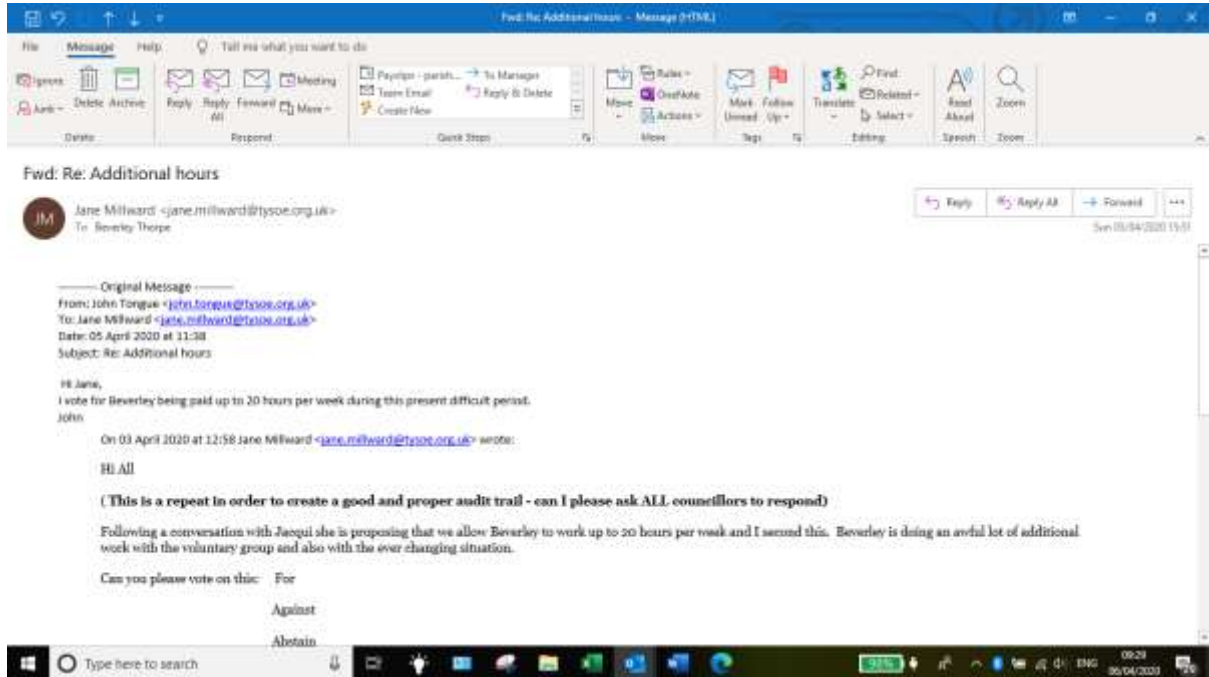 Fwd: Re: Additional hours - Message (HTML)
File Message Help Tell me what you want to do
Ignore
Junk
Delete Archive
Reply Reply All Forward
Meeting
More
Payslips - parish... To Manager
Team Email Reply & Delete
Create New
Move
Rules
OneNote
Actions
Mark Unread Follow Up
Translate
Find
Related
Select
Read Aloud
Zoom
Delete Respond Quick Steps Move Tags Editing Speech Zoom
Fwd: Re: Additional hours
JM
Jane Millward <jane.millward@tysoe.org.uk>
To Beverley Thorpe
Reply Reply All Forward
Sun 05/04/2020
---------- Original Message ----------
From: John Tongue <john.tongue@tysoe.org.uk>
To: Jane Millward <jane.millward@tysoe.org.uk>
Date: 05 April 2020 at 11:38
Subject: Re: Additional hours
Hi Jane,
I vote for Beverley being paid up to 20 hours per week during this present difficult period.
John
On 03 April 2020 at 12:58 Jane Millward <jane.millward@tysoe.org.uk> wrote:
Hi All
( This is a repeat in order to create a good and proper audit trail - can I please ask ALL councillors to respond)
Following a conversation with Jacqui she is proposing that we allow Beverley to work up to 20 hours per week and I second this. Beverley is doing an awful lot of additional
work with the voluntary group and also with the ever changing situation.
Can you please vote on this: For
Against
Abstain
Type here to search
ENG
09:29
06/04/2020